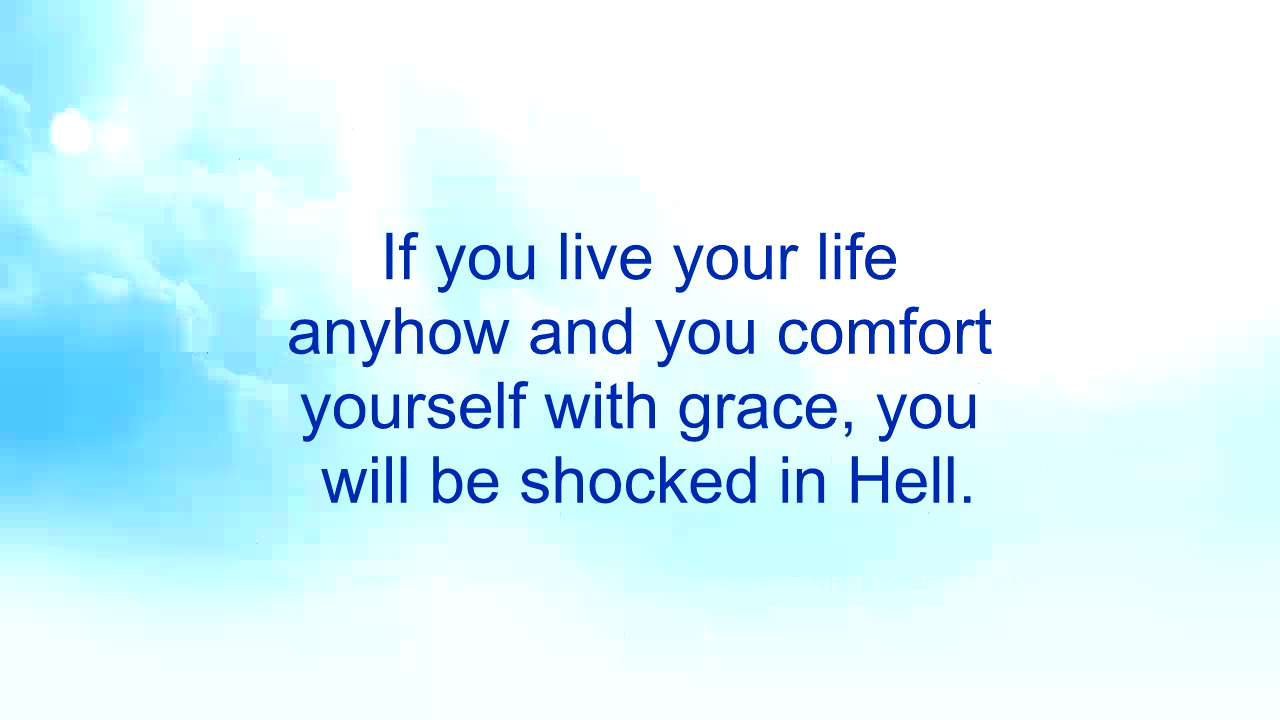 If you live your life
anyhow and you comfort
yourself with grace, you
will be shocked in Hell.